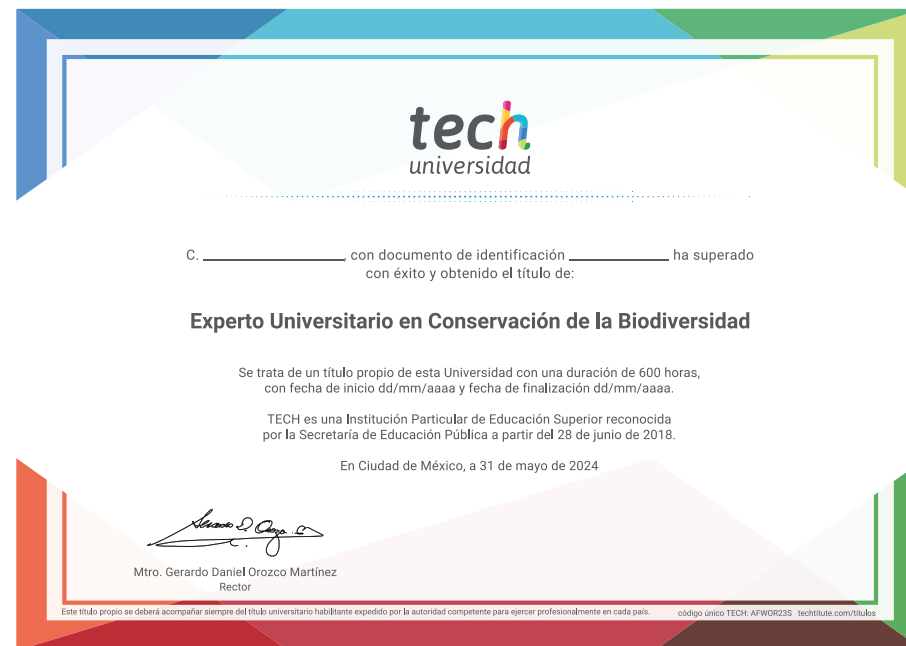 tech
universidad
C. ________________, con documento de identificación ___________ ha superado
con éxito y obtenido el título de:
Experto Universitario en Conservación de la Biodiversidad
Se trata de un título propio de esta Universidad con una duración de 600 horas,
con fecha de inicio dd/mm/aaaa y fecha de finalización dd/mm/aaaa.
TECH es una Institución Particular de Educación Superior reconocida
por la Secretaría de Educación Pública a partir del 28 de junio de 2018.
En Ciudad de México, a 31 de mayo de 2024
Mtro. Gerardo Daniel Orozco Martínez
Rector
Este título propio se deberá acompañar siempre del título universitario habilitante expedido por la autoridad competente para ejercer profesionalmente en cada país. código único TECH: AFWOR23S techtitute.com/titulos